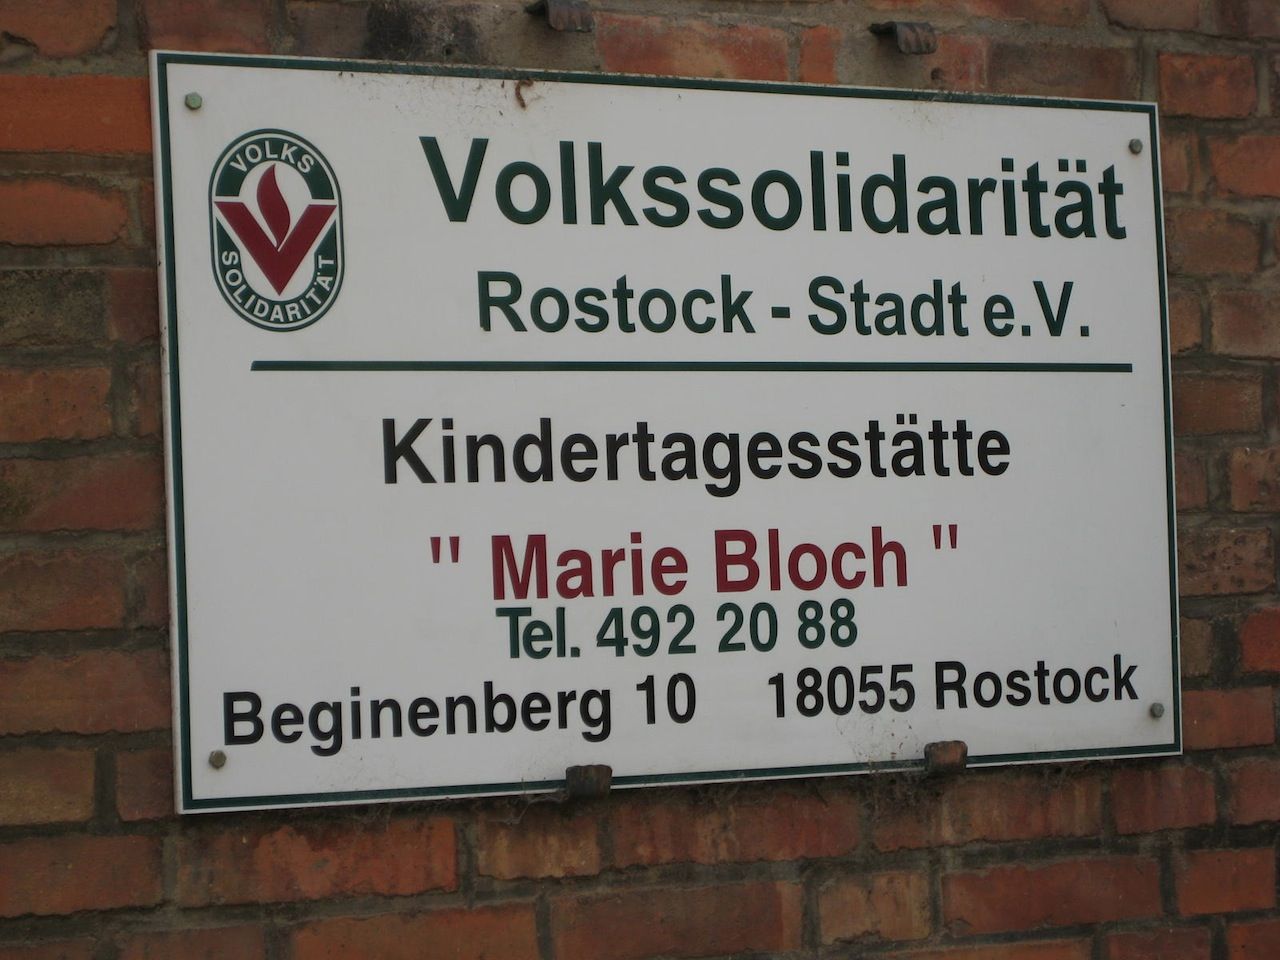 VOLKS
SOLIDARITÄT
Volkssolidarität
Rostock - Stadt e.V.
Kindertagesstätte
" Marie Bloch "
Tel. 492 20 88
Beginenberg 10 18055 Rostock